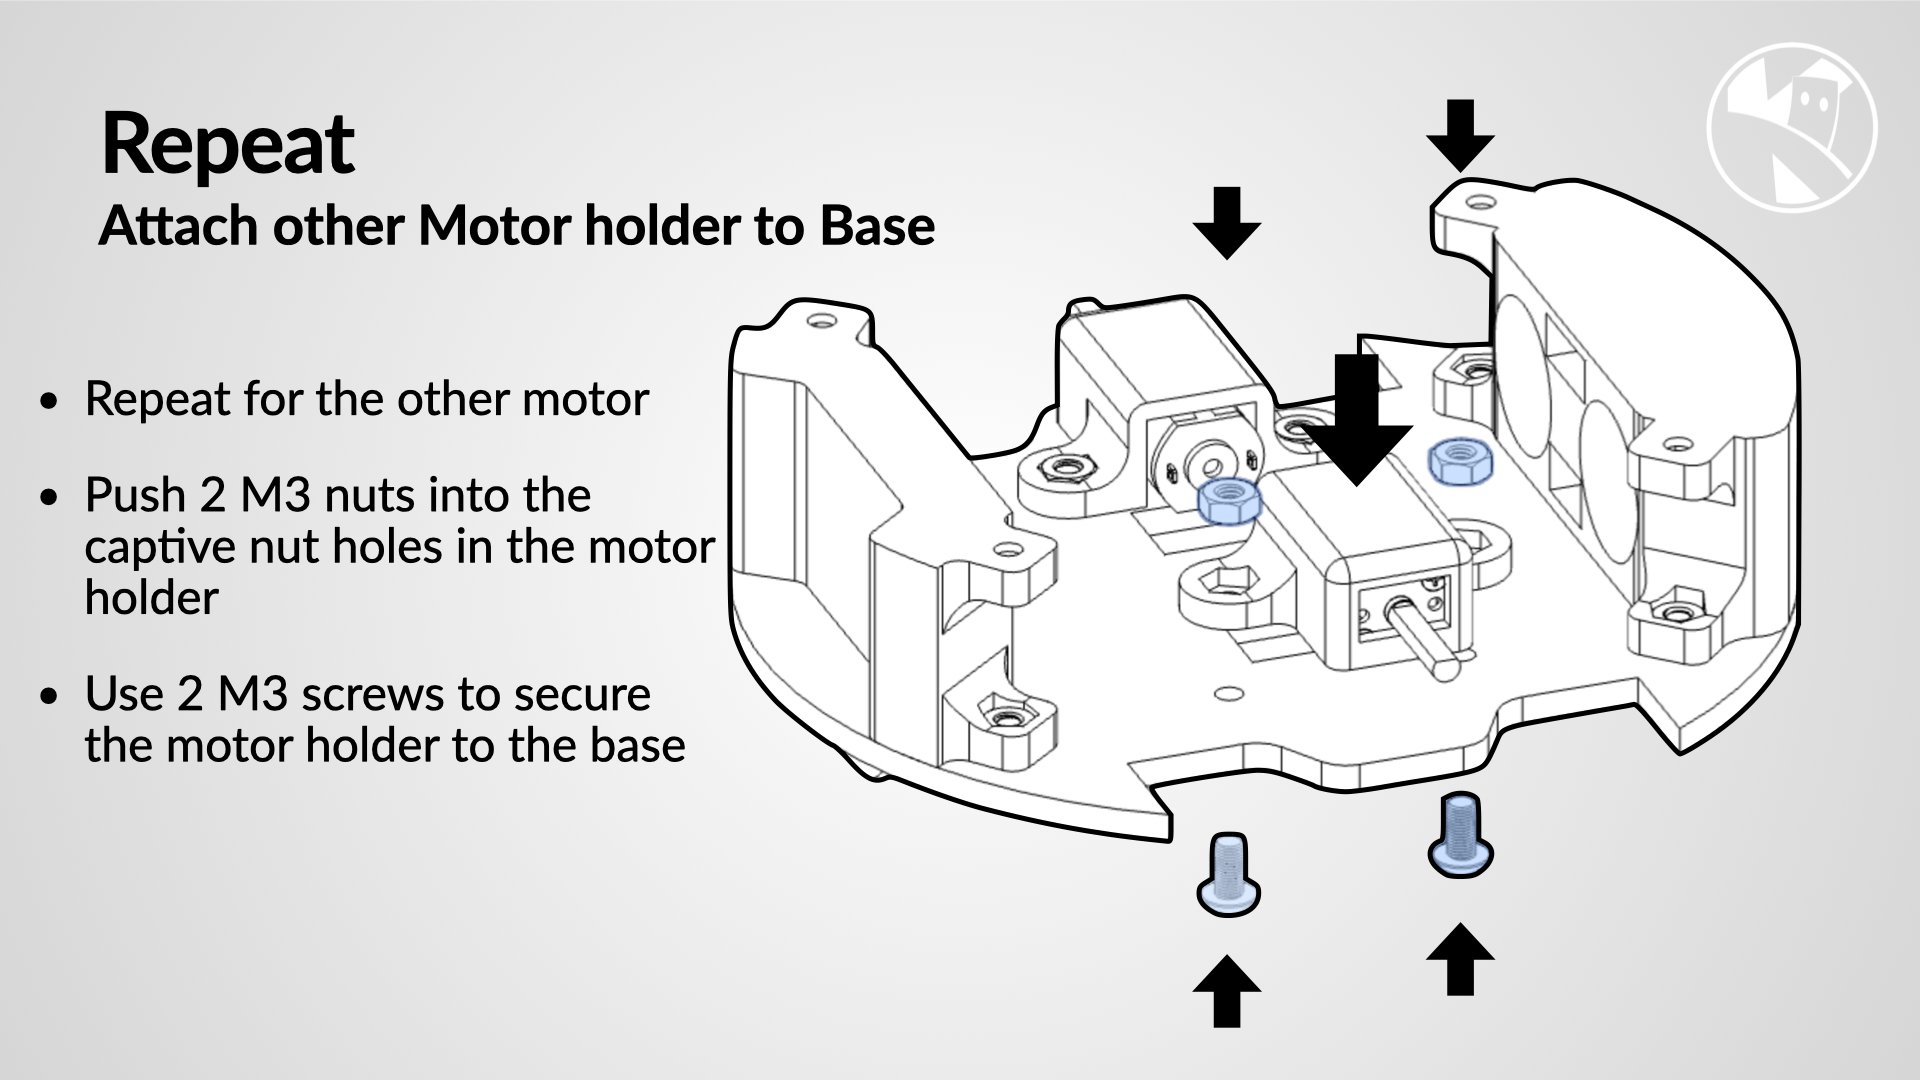 Repeat
Attach other Motor holder to Base
• Repeat for the other motor
• Push 2 M3 nuts into the
captive nut holes in the motor
holder
• Use 2 M3 screws to secure
the motor holder to the base